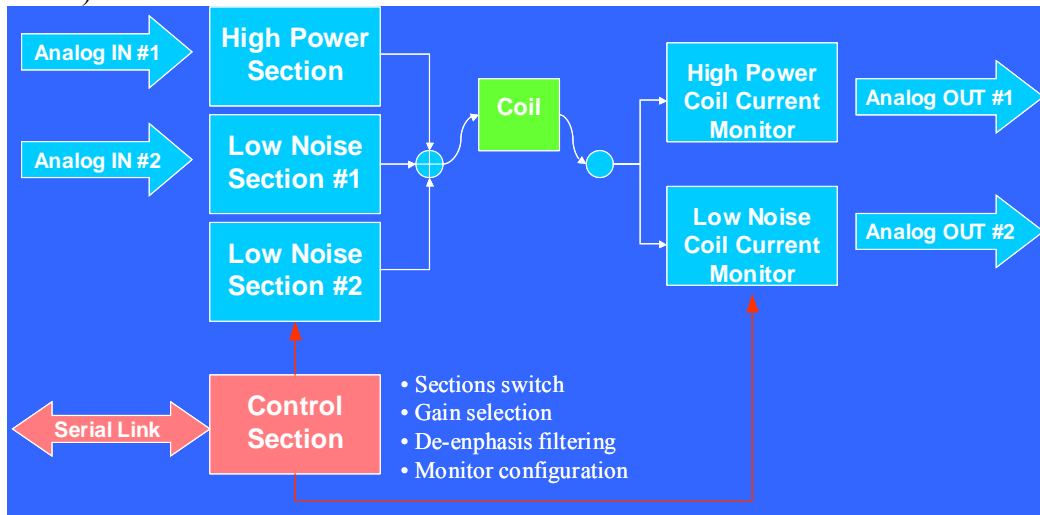 )
Analog IN #1
High Power
Section
Analog IN #2
Low Noise
Section #1
Low Noise
Section #2
Coil
High Power
Coil Current
Monitor
Analog OUT #1
Low Noise
Coil Current
Monitor
Analog OUT #2
Serial Link
Control
Section
• Sections switch
• Gain selection
• De-enphasis filtering
• Monitor configuration